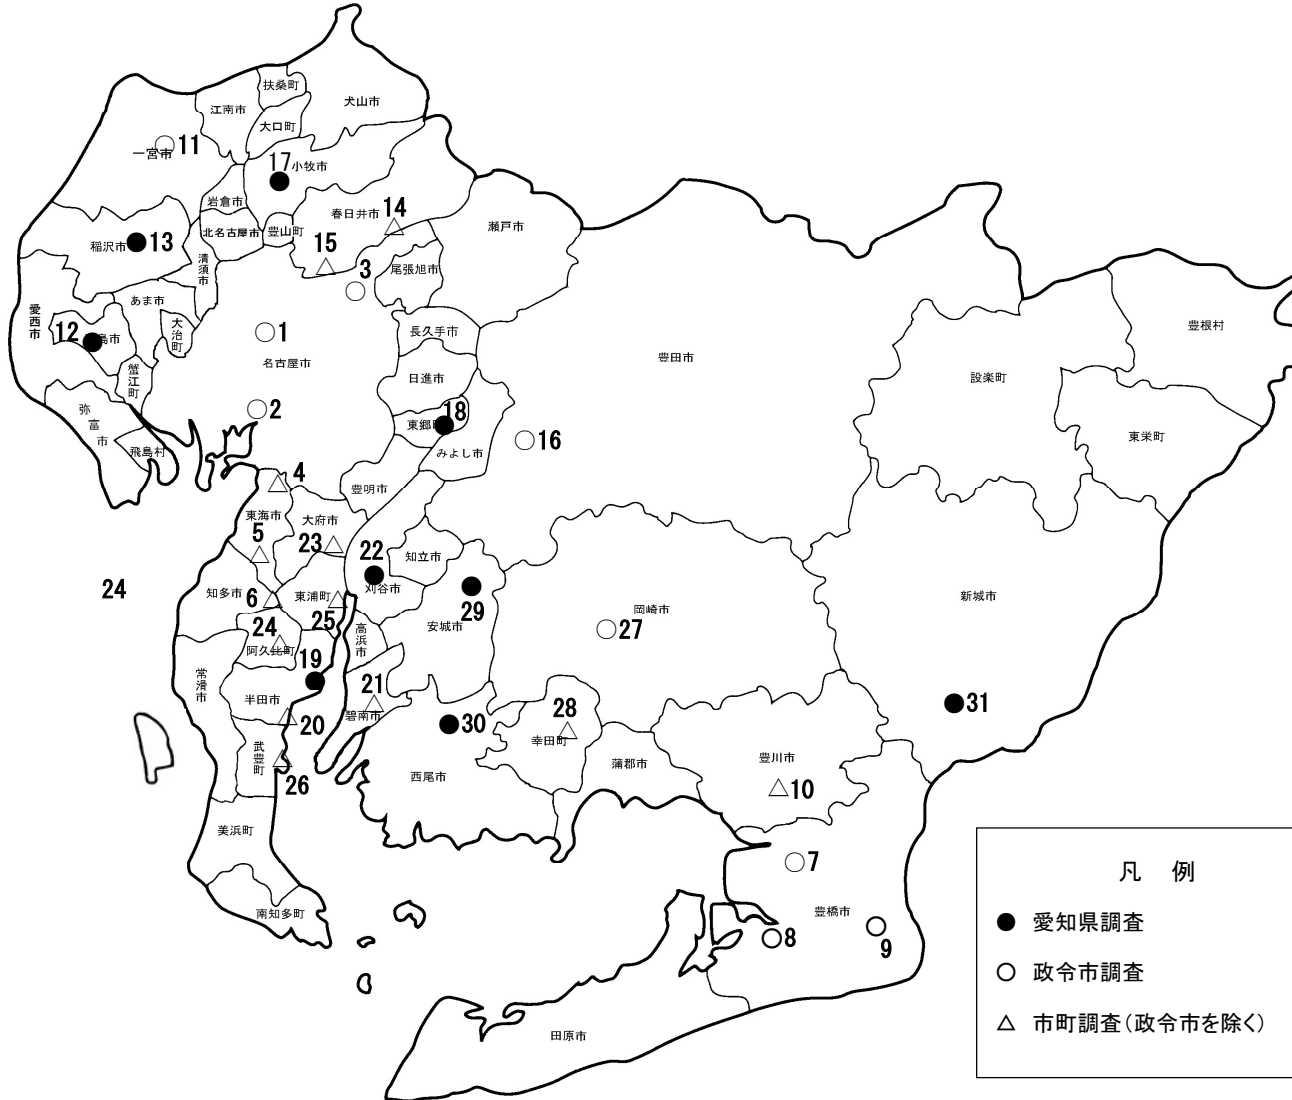 扶桑町
江南市
犬山市
大口町
11
一宮市
17
小牧市
岩倉市
春日井市
14
瀬戸市
北名古屋市
豊山町
稲沢市
13
清須市
15
3
尾張旭市
あま市
愛西市
12
島市
大治町
1
名古屋市
長久手市
豊田市
豊根村
設楽町
蟹江町
日進市
弥富市
2
18
東郷町
東栄町
16
みよし市
飛島村
4
豊明市
東海市
大府市
5
23
22
知立市
24
知多市
6
東浦町
刈谷市
29
新城市
25
岡崎市
24
阿久比町
高浜市
安城市
27
19
常滑市
半田市
21
碧南市
20
30
28
幸田町
31
武豊町
26
西尾市
蒲郡市
豊川市
10
美浜町
7
南知多町
豊橋市
8
9
田原市
凡 例
● 愛知県調査
○ 政令市調査
△ 市町調査(政令市を除く)